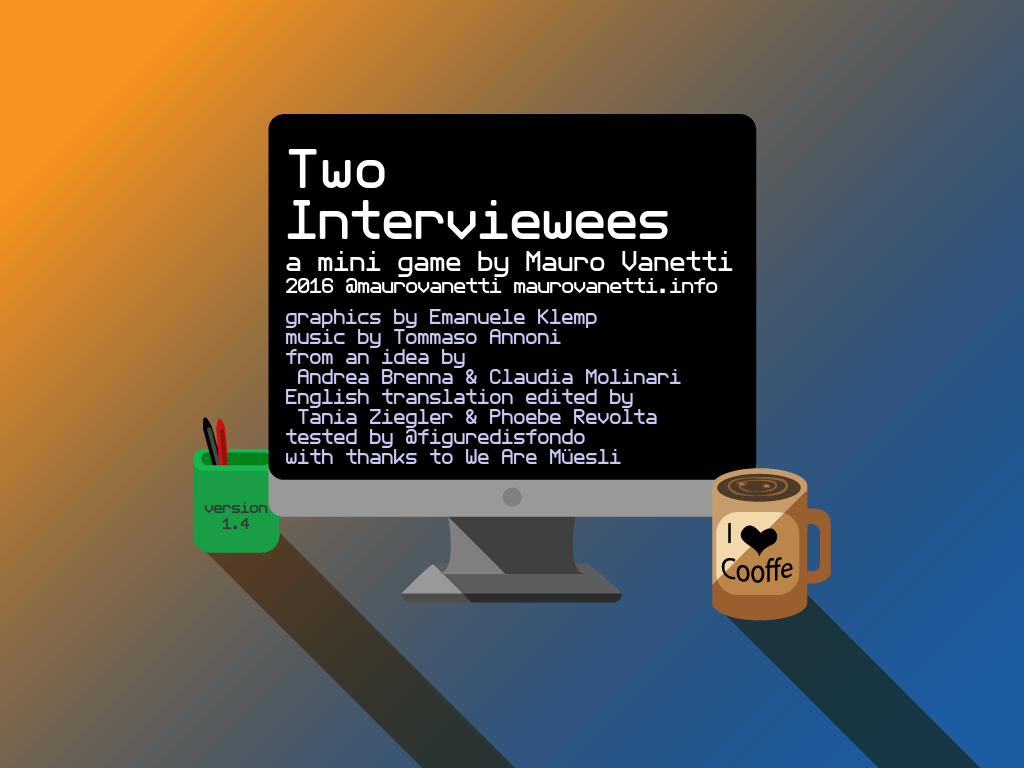 Two
Interviewees
a mini game by Mauro Vanetti
2016 @maurovanetti maurovanetti.info
graphics by Emanuele Klemp
music by Tommaso Annoni
from an idea by
Andrea Brenna & Claudia Molinari
English translation edited by
Tania Ziegler & Phoebe Revolta
tested by @figuredisfondo
with thanks to We Are Müesli
version
1.4
I ❤
Cooffe